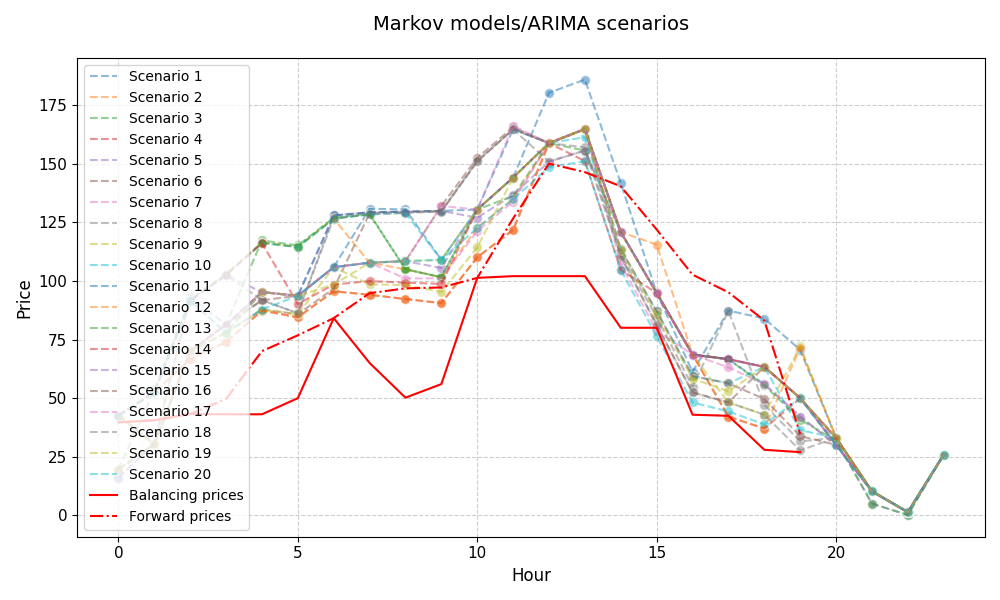 Markov models/ARIMA scenarios
Price
175
150
125
100
75
50
25
0
Scenario 1
Scenario 2
Scenario 3
Scenario 4
Scenario 5
Scenario 6
Scenario 7
Scenario 8
Scenario 9
Scenario 10
Scenario 11
Scenario 12
Scenario 13
Scenario 14
Scenario 15
Scenario 16
Scenario 17
Scenario 18
Scenario 19
Scenario 20
Balancing prices
Forward prices
0 5 10 15 20
Hour